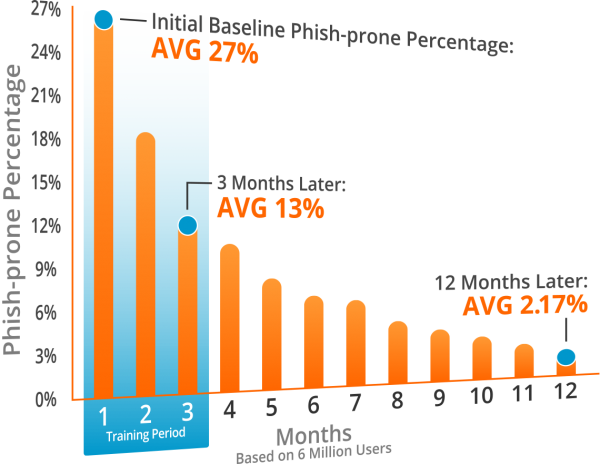 27%
24%
21%
18%
15%
12%
9%
6%
3%
0%
Phish-prone Percentage
Initial Baseline Phish-prone Percentage:
AVG 27%
3 Months Later:
AVG 13%
12 Months Later:
AVG 2.17%
1 2 3 4 5 6 7 8 9 10 11 12
Training Period
Months
Based on 6 Million Users